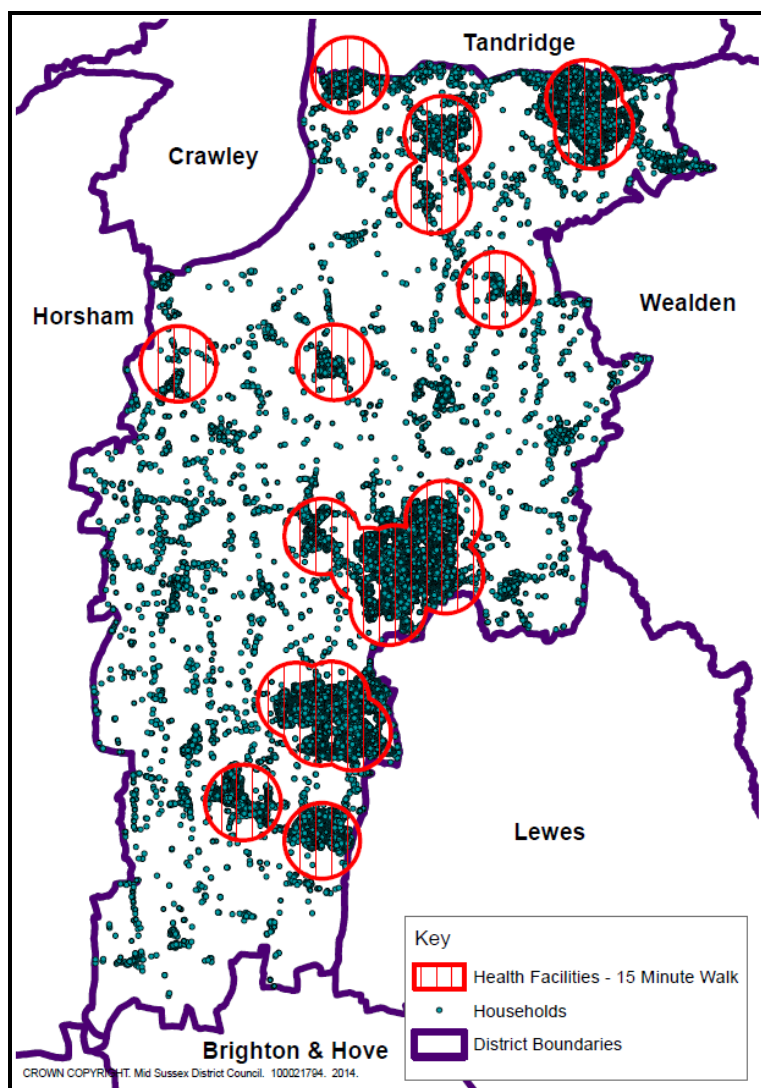 Tandridge
Crawley
Horsham
Wealden
Lewes
Key
Health Facilities - 15 Minute Walk
Households
District Boundaries
Brighton & Hove
CROWN COPYRIGHT. Mid Sussex District Council. 100021794. 2014.